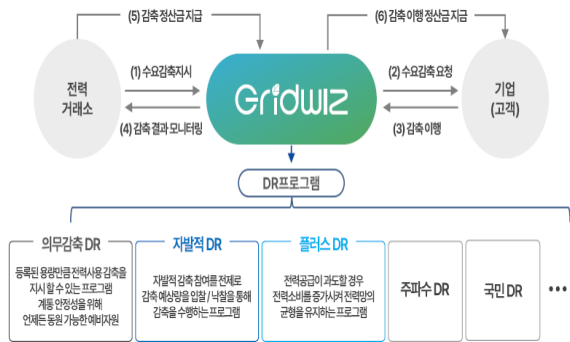 (5) 감축 정산금 지급
(6) 감축 이행 정산금 지급
전력
거래소
(1) 수요감축지시
(4) 감축 결과 모니터링
Gridwiz
(2) 수요감축 요청
(3) 감축 이행
기업
(고객)
DR프로그램
의무감축 DR
등록된 용량만큼 전력사용 감축을
지시 할 수 있는 프로그램
계통 안정성을 위해
언제든 동원 가능한 예비자원
자발적 DR
자발적 감축 참여를 전제로
감축 예상량을 입찰 / 낙찰을 통해
감축을 수행하는 프로그램
플러스 DR
전력공급이 과도할 경우
전력소비를 증가시켜 전력망의
균형을 유지하는 프로그램
주파수 DR
국민 DR
•••